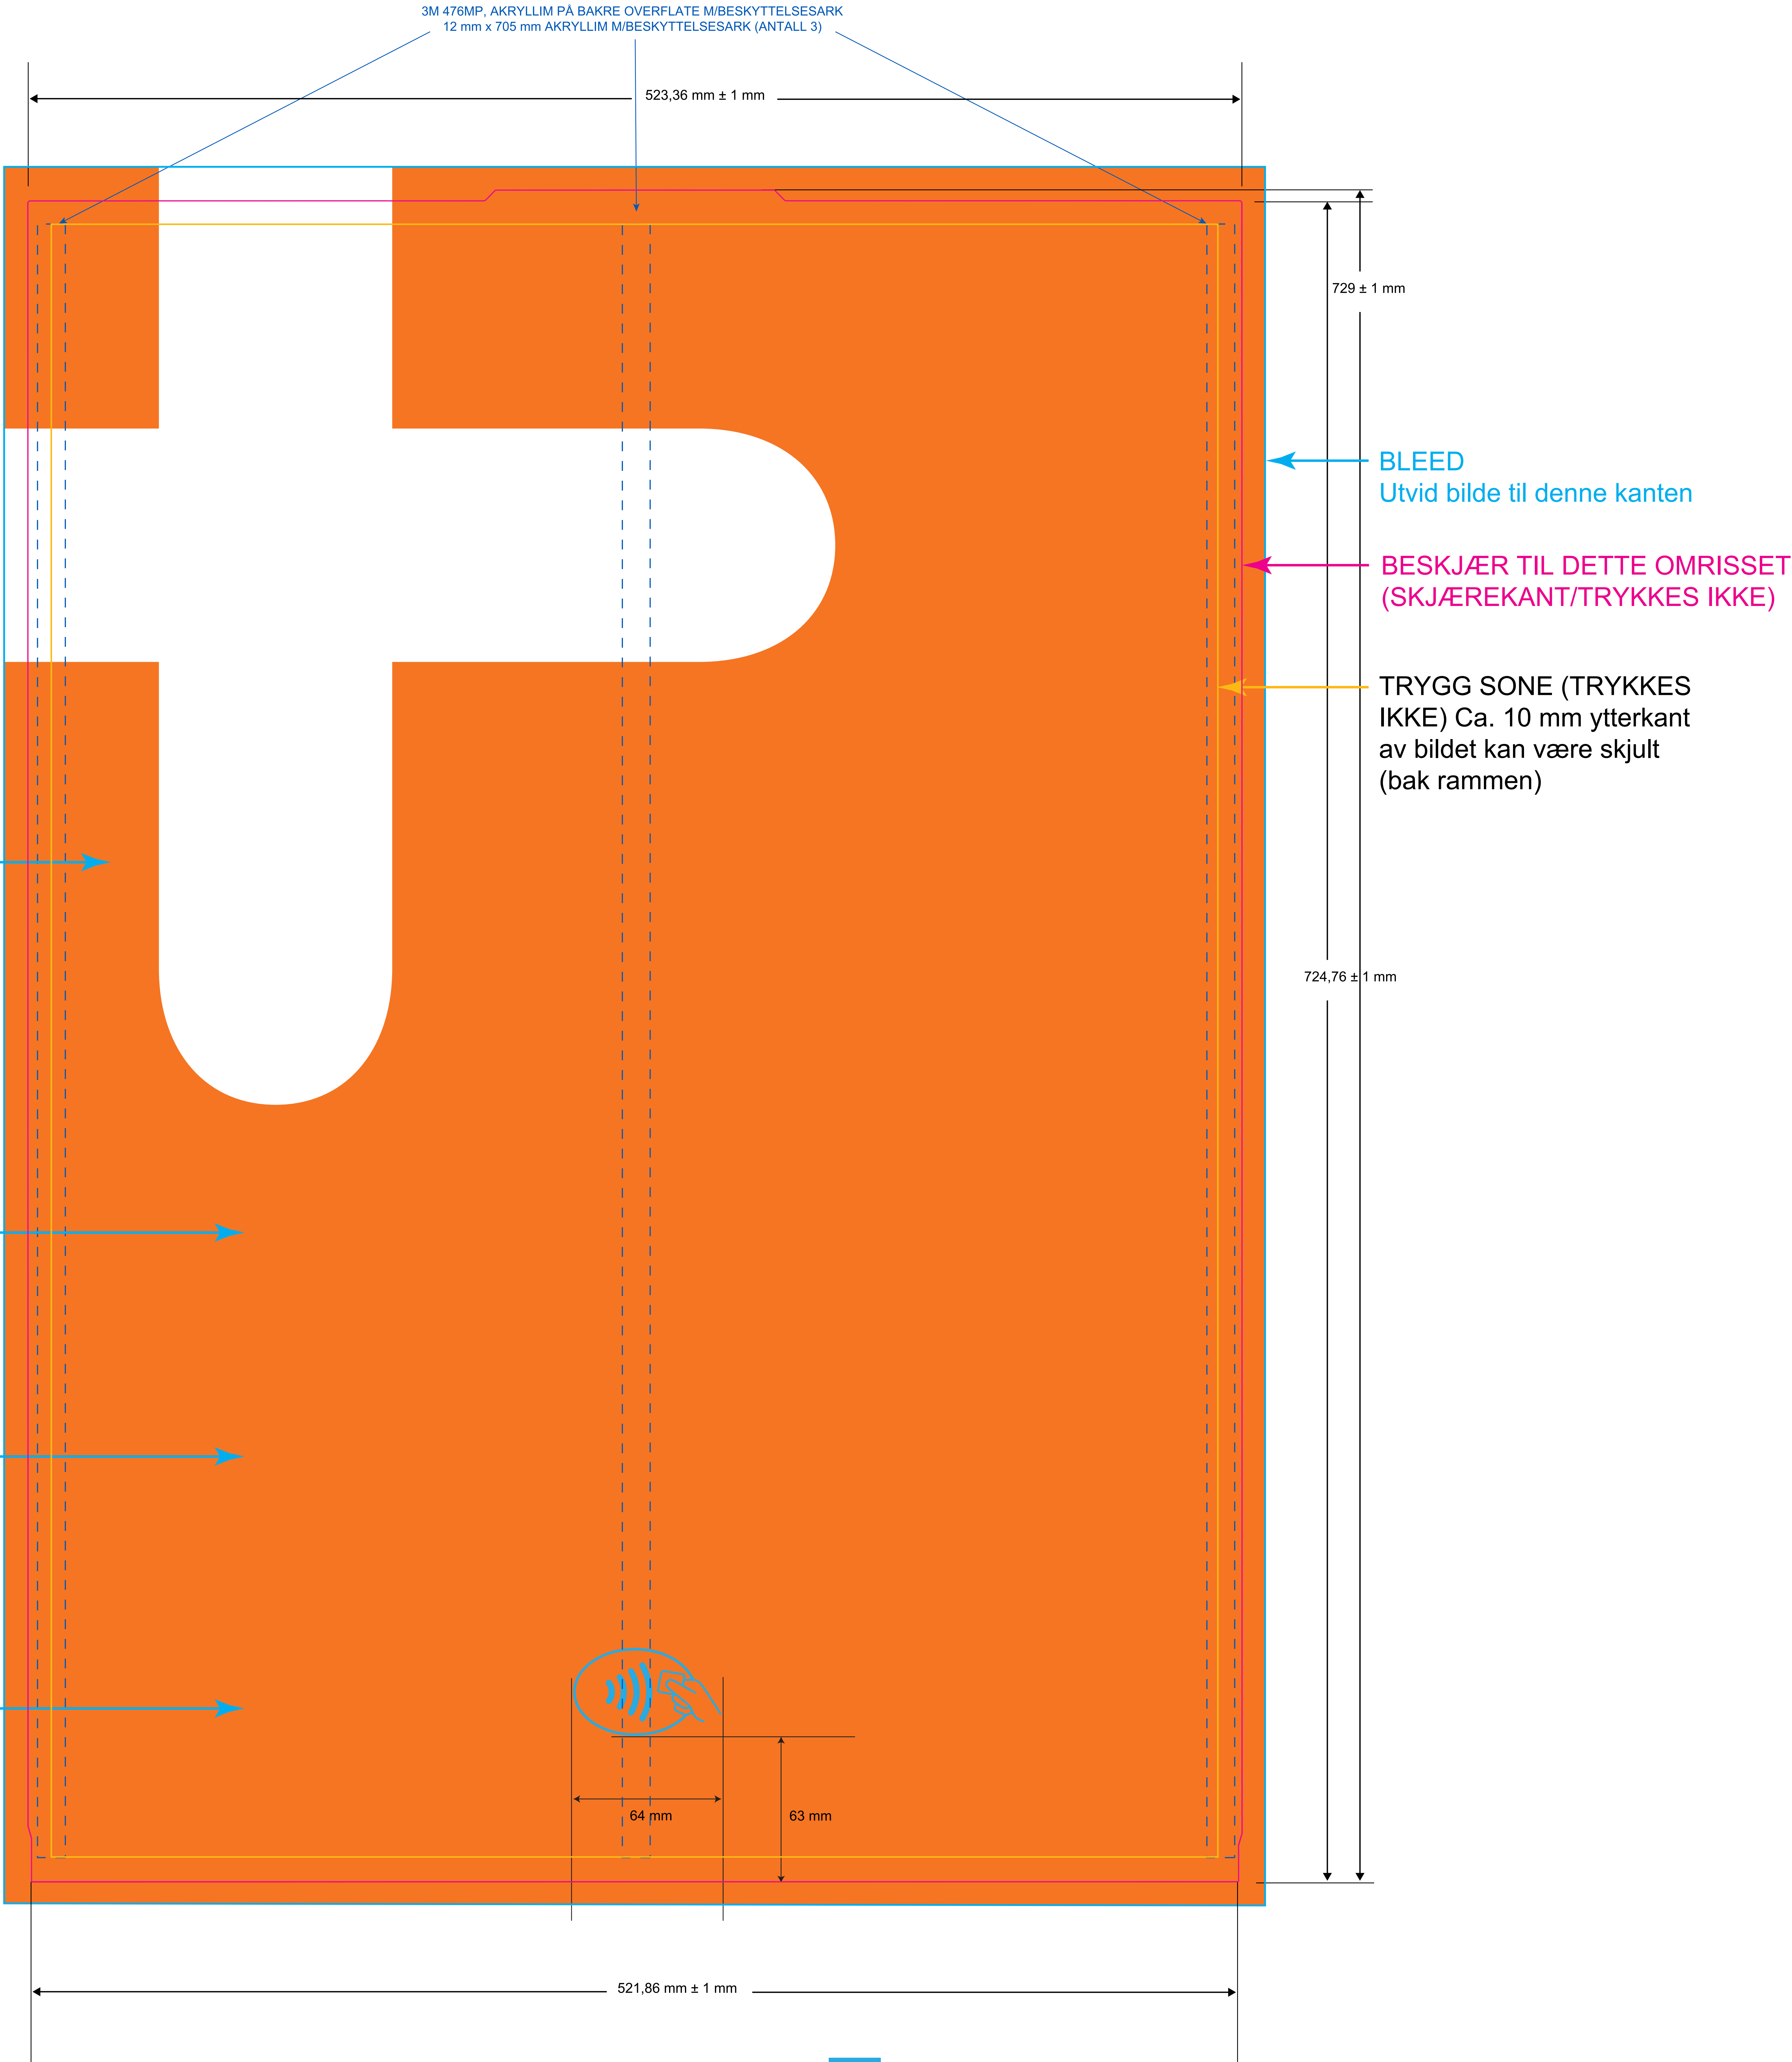 3M 476MP, AKRYLLIM PÅ BAKRE OVERFLATE M/BESKYTTELSESARK
12 mm x 705 mm AKRYLLIM M/BESKYTTELSESARK (ANTALL 3)
523,36 mm ± 1 mm
729 ± 1 mm
BLEED
Utvid bilde til denne kanten
BESKJÆR TIL DETTE OMRISSET
(SKJÆREKANT/TRYKKES IKKE)
TRYGG SONE (TRYKKES
IKKE) Ca. 10 mm ytterkant
av bildet kan være skjult
(bak rammen)
724,76 ± 1 mm
64 mm
63 mm
521,86 mm ± 1 mm